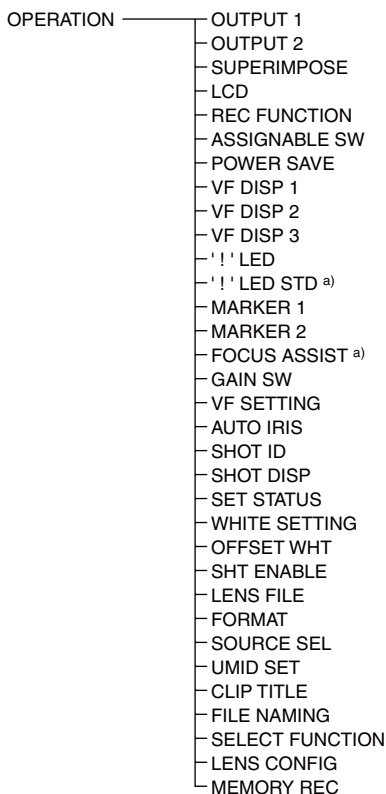 OPERATION
OUTPUT 1
OUTPUT 2
SUPERIMPOSE
LCD
REC FUNCTION
ASSIGNABLE SW
POWER SAVE
VF DISP 1
VF DISP 2
VF DISP 3
' ! ' LED
' ! ' LED STD a)
MARKER 1
MARKER 2
FOCUS ASSIST a)
GAIN SW
VF SETTING
AUTO IRIS
SHOT ID
SHOT DISP
SET STATUS
WHITE SETTING
OFFSET WHT
SHT ENABLE
LENS FILE
FORMAT
SOURCE SEL
UMID SET
CLIP TITLE
FILE NAMING
SELECT FUNCTION
LENS CONFIG
MEMORY REC